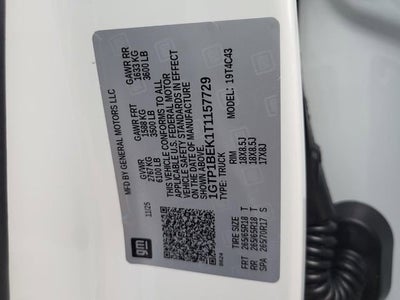 MFD BY GENERAL MOTORS LLC
GVWR GAWR FRT GAWR RR
2767 KG 1588 KG 1633 KG
6100 LB 3500 LB 3600 LB
THIS VEHICLE CONFORMS TO ALL
APPLICABLE U.S. FEDERAL MOTOR
VEHICLE SAFETY STANDARDS IN EFFECT
ON THE DATE OF MANUFACTURE
SHOWN ABOVE
1GTP1BEK1T1157729
TYPE: TRUCK 19T4C43
11/25
gm
TIRE SIZE RIM
FRT 265/65R18 T 18X8.5J
RR 265/65R18 T 18X8.5J
SPA 265/70R17 S 17X8J